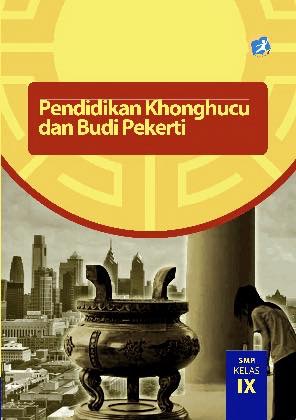 Pendidikan Khonghucu
dan Budi Pekerti
SMP
KELAS
IX